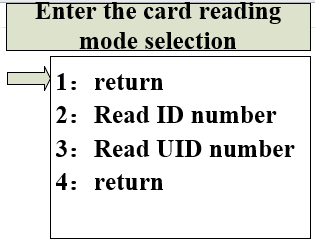 Enter the card reading
mode selection
1：return
2：Read ID number
3：Read UID number
4：return